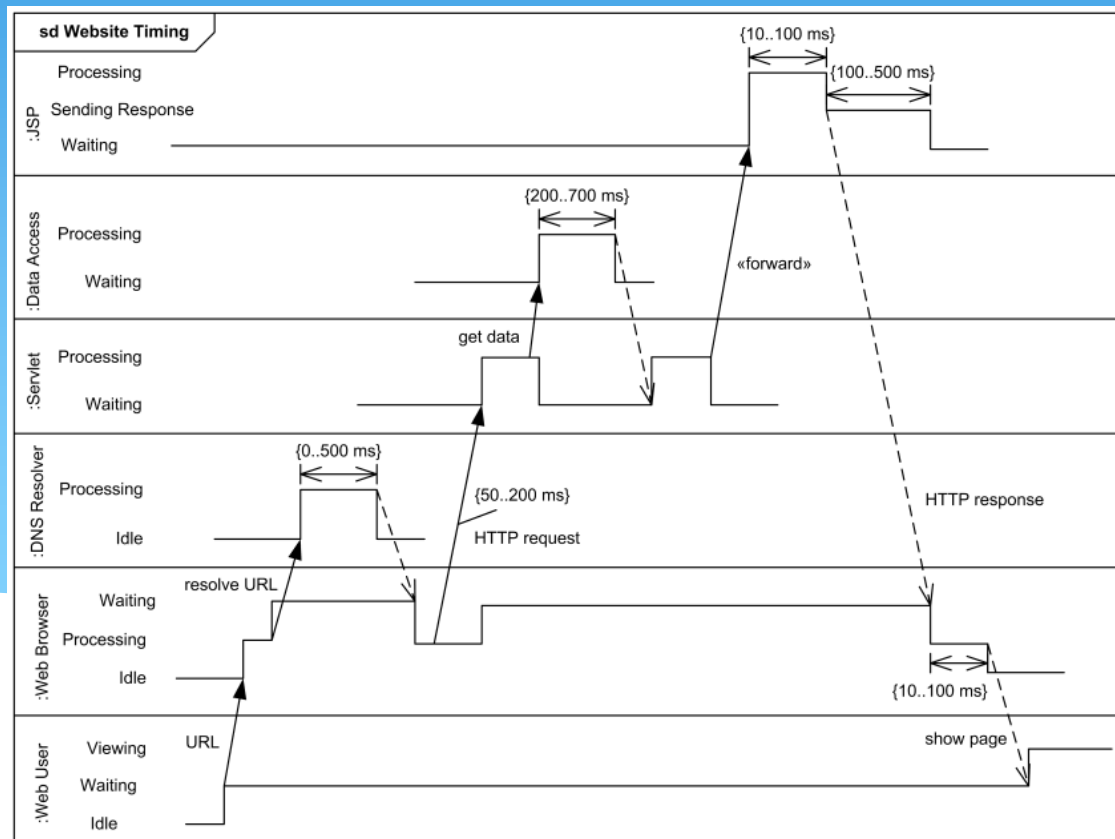 sd Website Timing
{10..100 ms}
Processing
{100..500 ms}
Sending Response
:JSP
Waiting
{200..700 ms}
Processing
:Data Access
«forward»
Waiting
get data
Processing
:Servlet
Waiting
{0..500 ms}
Processing
{50..200 ms}
HTTP response
:DNS Resolver
Idle
HTTP request
resolve URL
Waiting
:Web Browser
Processing
Idle
{10..100 ms}
URL
show page
Viewing
:Web User
Waiting
Idle